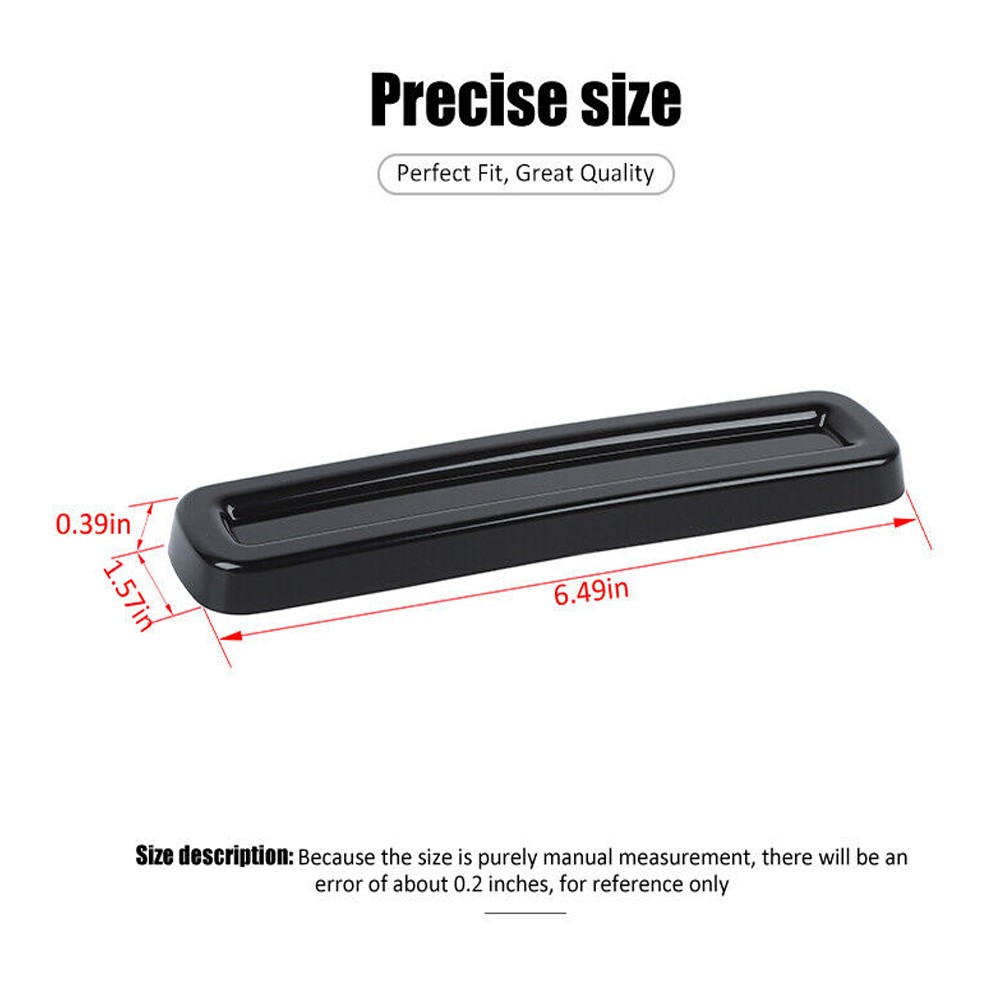 Precise size
Perfect Fit, Great Quality
0.39in
1.57in
6.49in
Size description: Because the size is purely manual measurement, there will be an
error of about 0.2 inches, for reference only